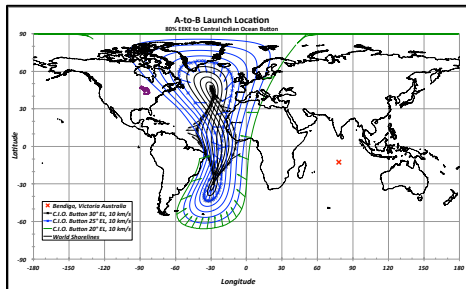 A-to-B Launch Location
80% EEKE to Central Indian Ocean Button
90
60
30
0
-30
-60
-90
Latitude
Bendigo, Victoria Australia
C.I.O. Button 30° EL, 10 km/s
C.I.O. Button 25° EL, 10 km/s
C.I.O. Button 20° EL, 10 km/s
World Shorelines
-180 -150 -120 -90 -60 -30 0 30 60 90 120 150 180
Longitude